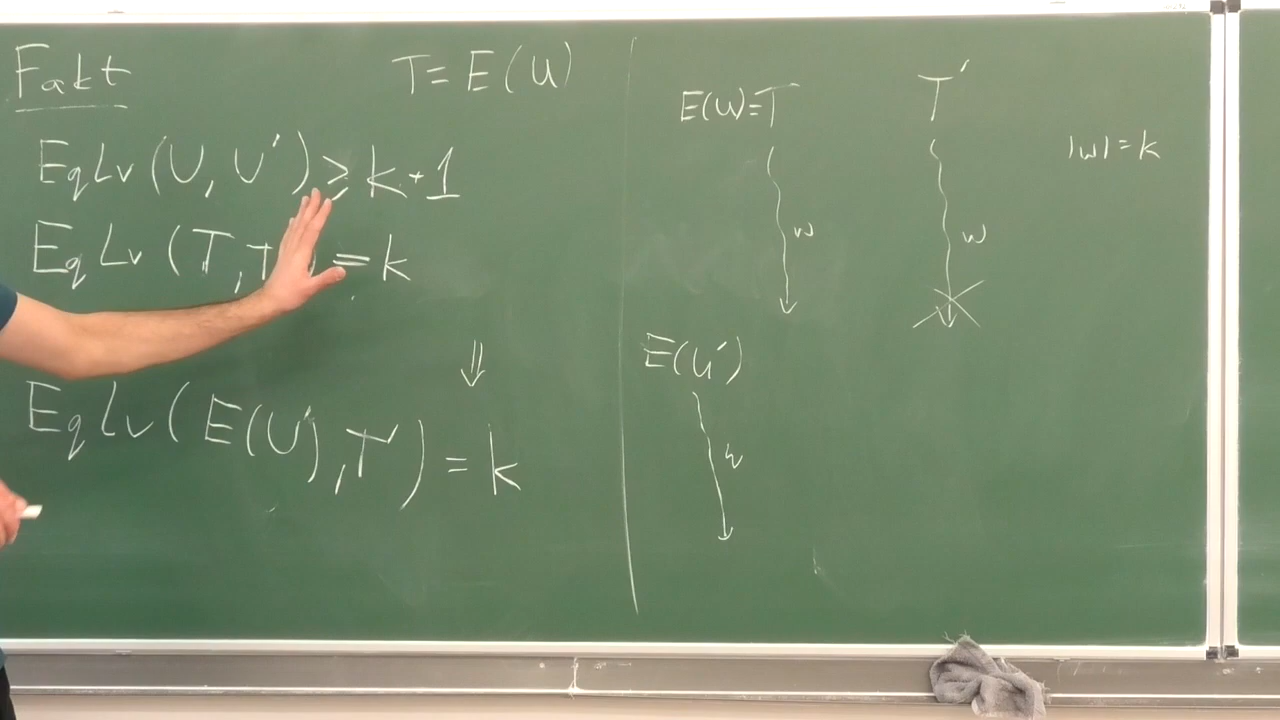 Fakt
T = E(U)
EqLv(U, U') ≥ k+1
EqLv(T, T = k
⇓
EqLv(E(U'), T') = k
E(U)=T
T'
|w| = k
w
w
E(U')
w